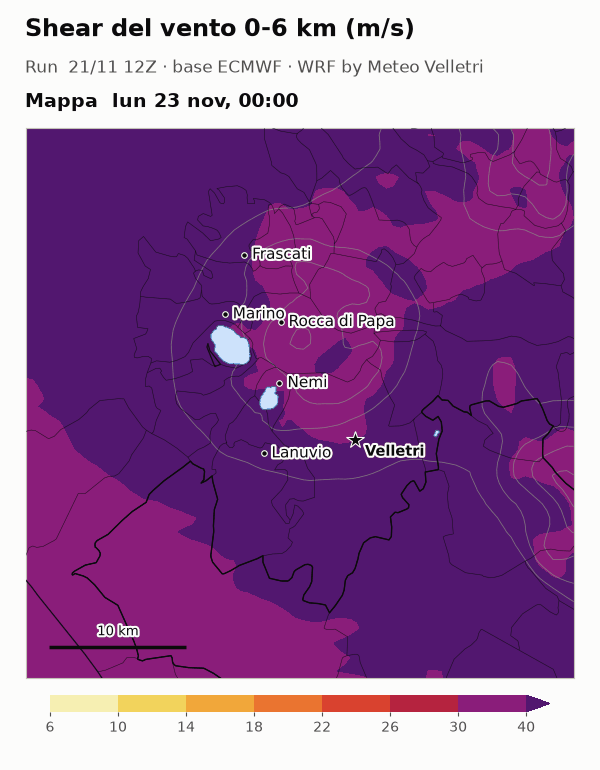 Shear del vento 0-6 km (m/s)
Run  21/11 12Z · base ECMWF · WRF by Meteo Velletri
Mappa  lun 23 nov, 00:00
Frascati
Marino
Rocca di Papa
Nemi
Velletri
Lanuvio
10 km
6 10 14 18 22 26 30 40